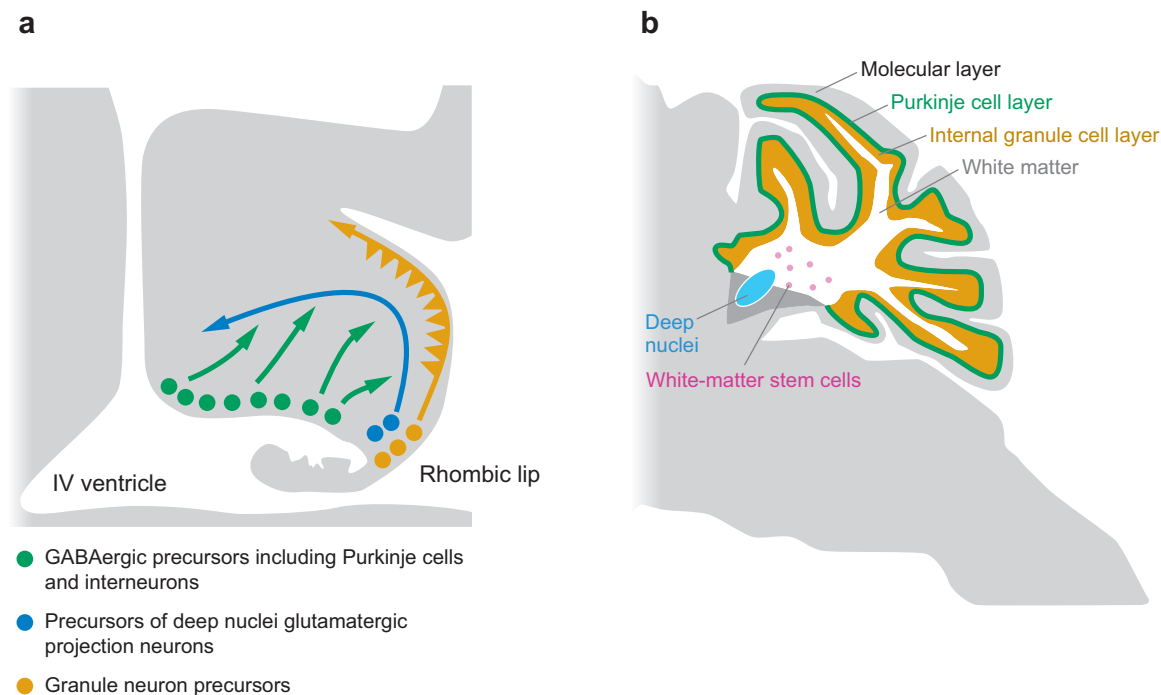 a
IV ventricle
Rhombic lip
GABAergic precursors including Purkinje cells
and interneurons
Precursors of deep nuclei glutamatergic
projection neurons
Granule neuron precursors
b
Molecular layer
Purkinje cell layer
Internal granule cell layer
White matter
Deep
nuclei
White-matter stem cells